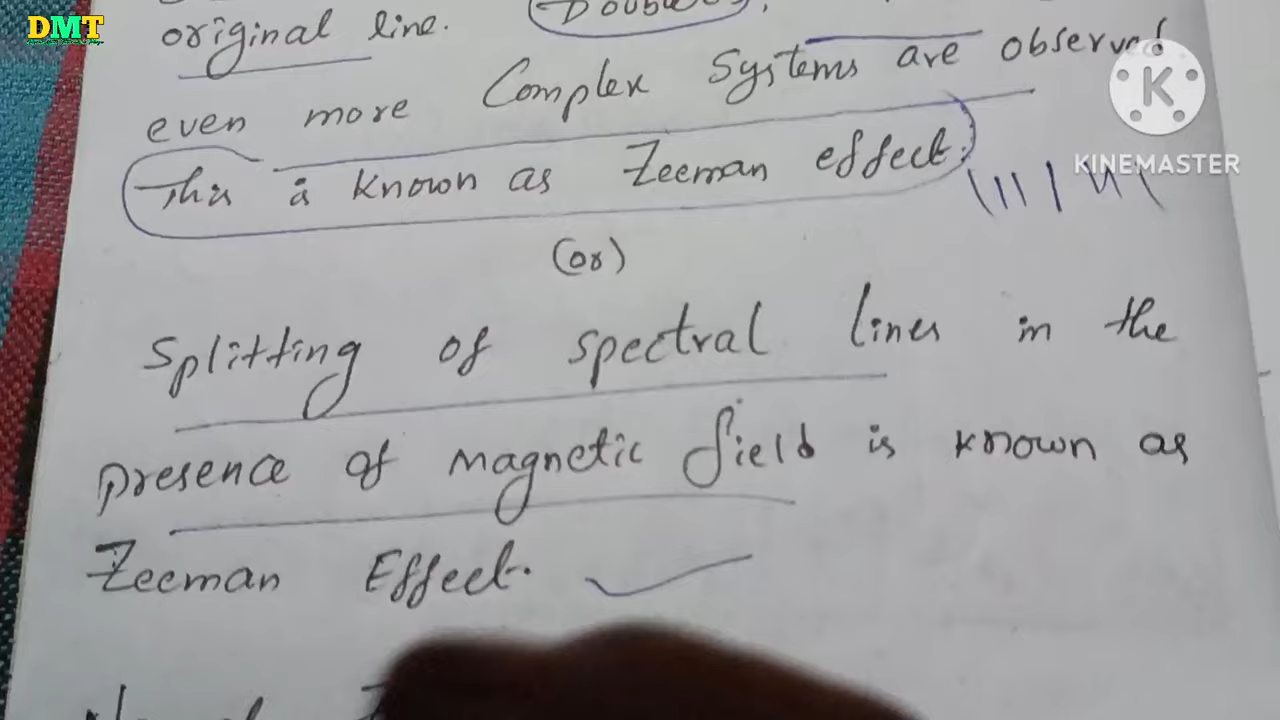 DMT
original line. Doublets,
even more Complex Systems are observed
This is known as Zeeman effect.
(or)
Splitting of spectral lines in the
presence of magnetic field is known as
Zeeman Effect.
K
KINEMASTER